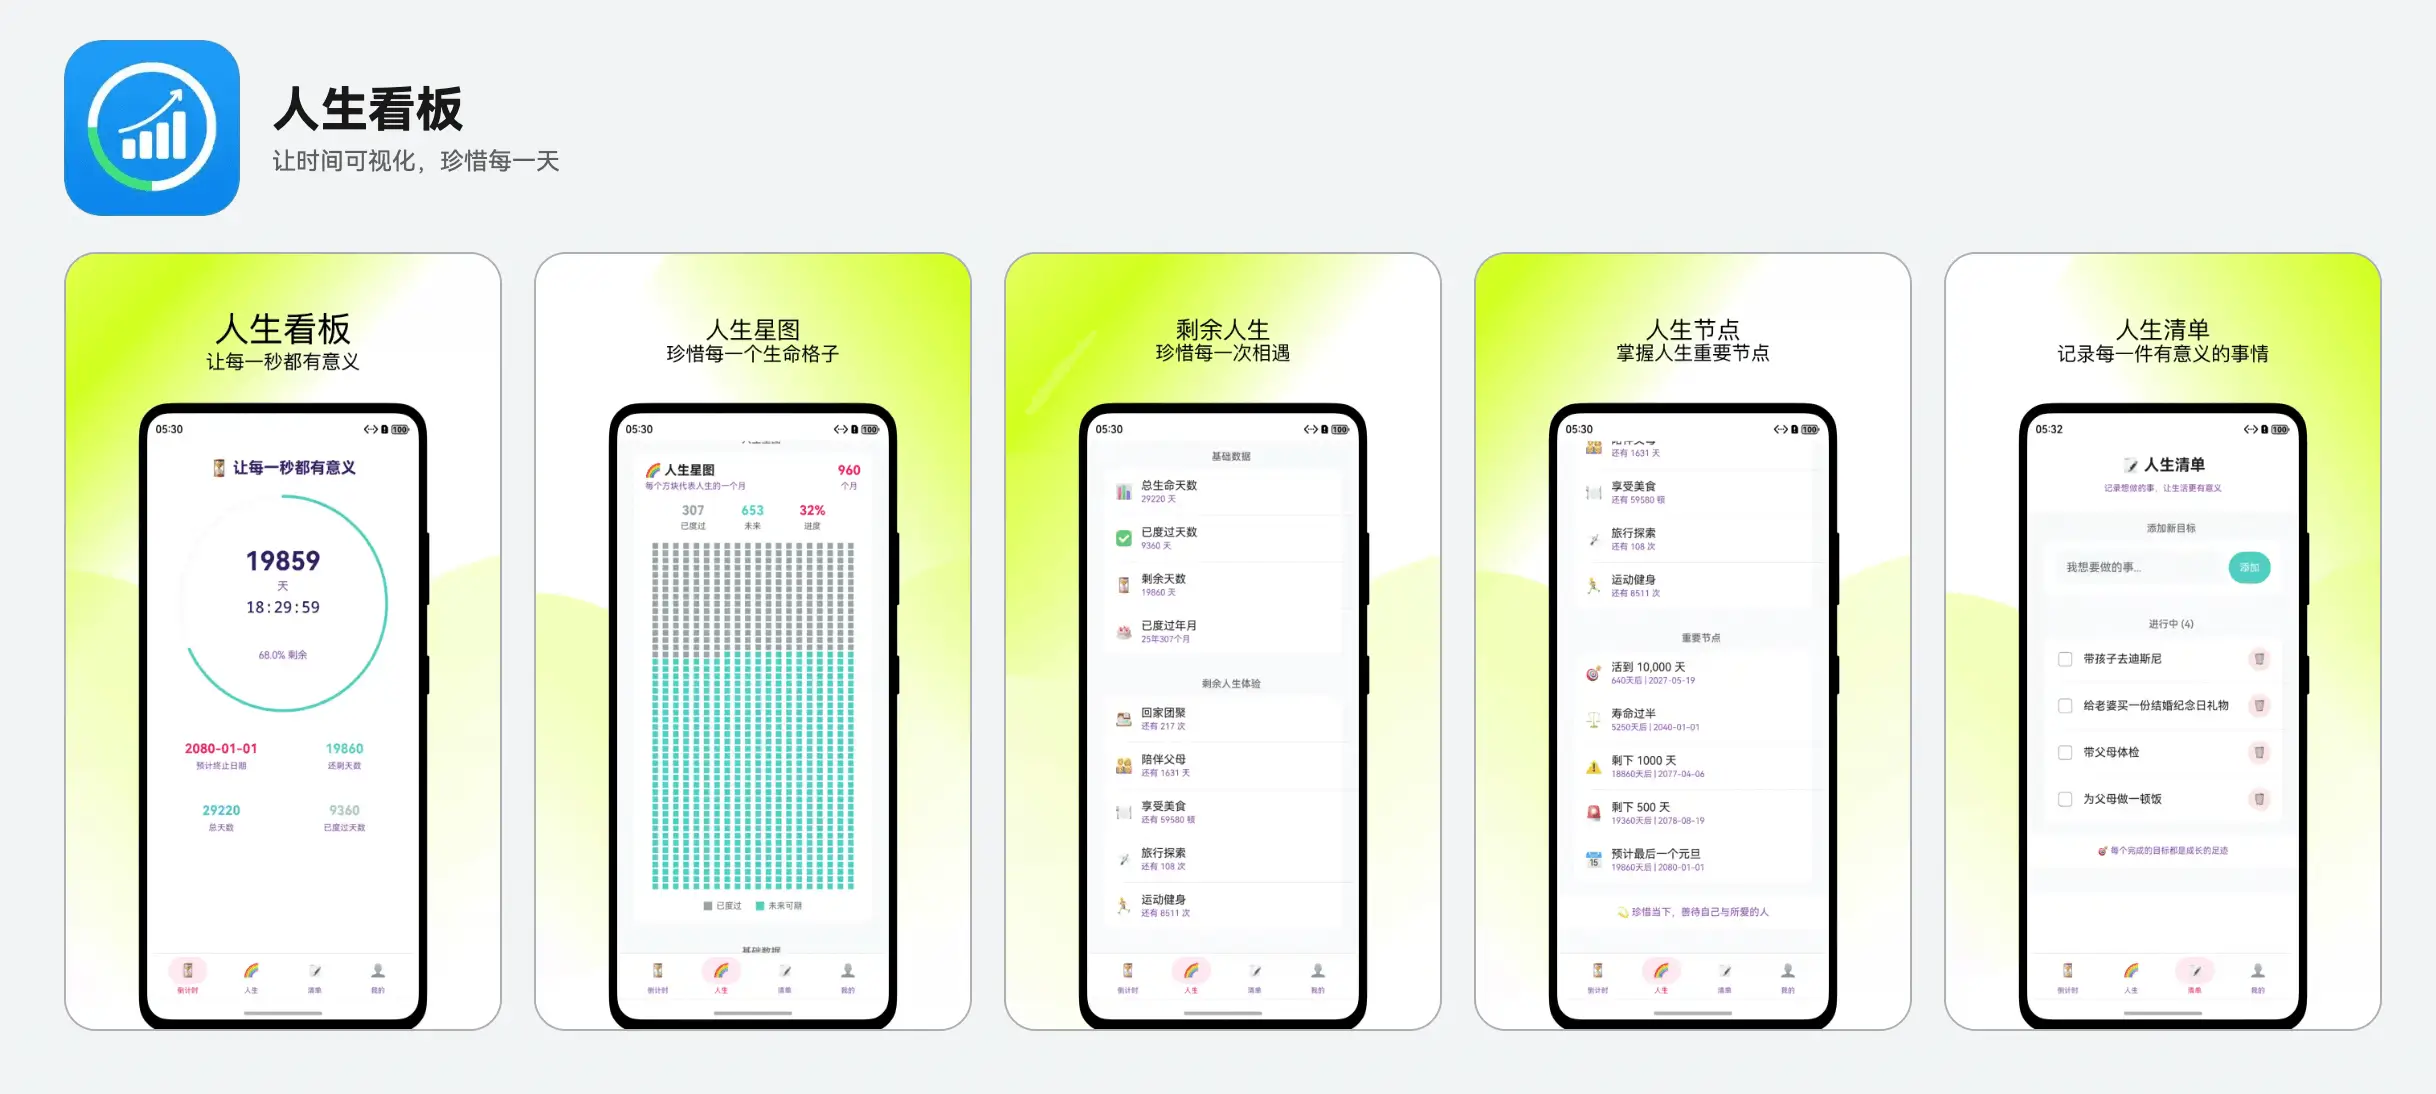 人生看板
让时间可视化，珍惜每一天
人生看板
让每一秒都有意义
05:30
100
让每一秒都有意义
19859
天
18:29:59
68.0% 剩余
2080-01-01
预计终止日期
19860
还剩天数
29220
总天数
9360
已度过天数
倒计时
人生
清单
我的
人生星图
珍惜每一个生命格子
05:30
100
人生星图
每个方块代表人生的一个月
960
个月
307
已度过
653
未来
32%
进度
已度过
未来可期
基础数据
倒计时
人生
清单
我的
剩余人生
珍惜每一次相遇
05:30
100
基础数据
总生命天数
29220 天
已度过天数
9360 天
剩余天数
19860 天
已度过年月
25年307个月
剩余人生体验
回家团聚
还有 217 次
陪伴父母
还有 1631 天
享受美食
还有 59580 顿
旅行探索
还有 108 次
运动健身
还有 8511 次
倒计时
人生
清单
我的
人生节点
掌握人生重要节点
05:30
100
陪伴父母
还有 1631 天
享受美食
还有 59580 顿
旅行探索
还有 108 次
运动健身
还有 8511 次
重要节点
活到 10,000 天
640天后 | 2027-05-19
寿命过半
5250天后 | 2040-01-01
剩下 1000 天
18860天后 | 2077-04-06
剩下 500 天
19360天后 | 2078-08-19
15
预计最后一个元旦
19860天后 | 2080-01-01
珍惜当下，善待自己与所爱的人
倒计时
人生
清单
我的
人生清单
记录每一件有意义的事情
05:32
100
人生清单
记录想做的事，让生活更有意义
添加新目标
我想要做的事...
添加
进行中 (4)
带孩子去迪斯尼
给老婆买一份结婚纪念日礼物
带父母体检
为父母做一顿饭
每个完成的目标都是成长的足迹
倒计时
人生
清单
我的